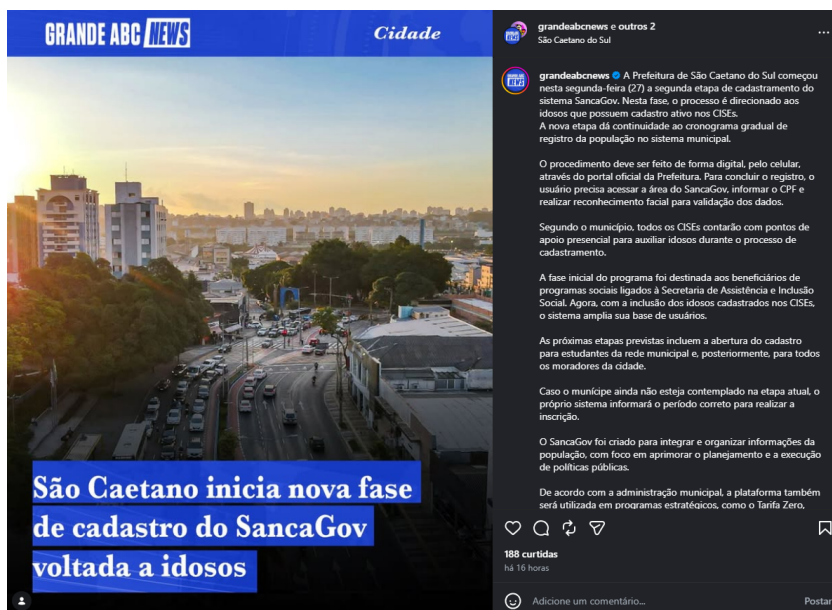 GRANDE ABC NEWS
Cidade
São Caetano inicia nova fase
de cadastro do SancaGov
voltada a idosos
grandeabcnews e outros 2
São Caetano do Sul
grandeabcnews A Prefeitura de São Caetano do Sul começou
nesta segunda-feira (27) a segunda etapa de cadastramento do
sistema SancaGov. Nesta fase, o processo é direcionado aos
idosos que possuem cadastro ativo nos CISEs.
A nova etapa dá continuidade ao cronograma gradual de
registro da população no sistema municipal.
O procedimento deve ser feito de forma digital, pelo celular,
através do portal oficial da Prefeitura. Para concluir o registro, o
usuário precisa acessar a área do SancaGov, informar o CPF e
realizar reconhecimento facial para validação dos dados.
Segundo o município, todos os CISEs contarão com pontos de
apoio presencial para auxiliar idosos durante o processo de
cadastramento.
A fase inicial do programa foi destinada aos beneficiários de
programas sociais ligados à Secretaria de Assistência e Inclusão
Social. Agora, com a inclusão dos idosos cadastrados nos CISEs,
o sistema amplia sua base de usuários.
As próximas etapas previstas incluem a abertura do cadastro
para estudantes da rede municipal e, posteriormente, para todos
os moradores da cidade.
Caso o munícipe ainda não esteja contemplado na etapa atual, o
próprio sistema informará o período correto para realizar a
inscrição.
O SancaGov foi criado para integrar e organizar informações da
população, com foco em aprimorar o planejamento e a execução
de políticas públicas.
De acordo com a administração municipal, a plataforma também
será utilizada em programas estratégicos, como o Tarifa Zero,
188 curtidas
há 16 horas
Adicione um comentário...
Postar